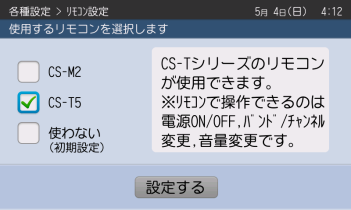 各種設定 > ﾘﾓｺﾝ設定 5月 4日(日) 4:12
使用するリモコンを選択します
CS-M2
CS-T5
使わない
(初期設定)
CS-Tシリーズのリモコン
が使用できます。
※ﾘﾓｺﾝで操作できるのは
電源ON/OFF,ﾊﾞﾝﾄﾞ/ﾁｬﾝﾈﾙ
変更,音量変更です。
設定する